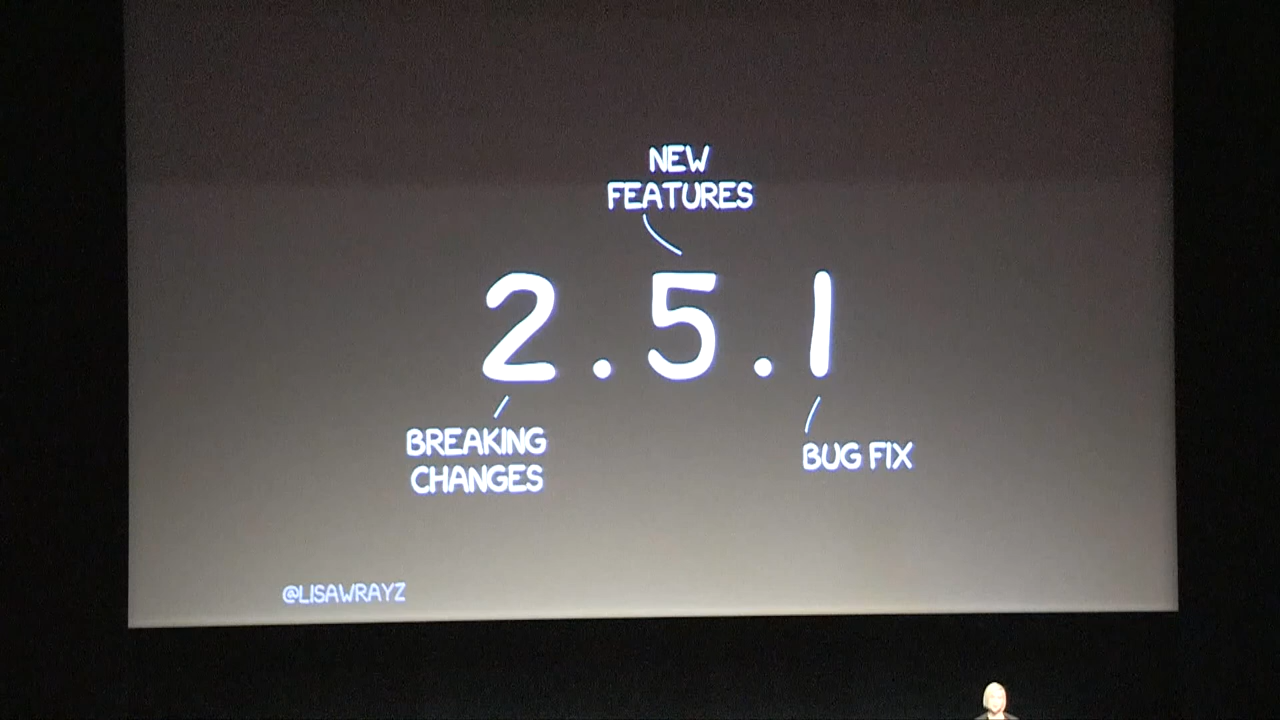 NEW
FEATURES
2.5.1
BREAKING
CHANGES
BUG FIX
@LISAWRAYZ